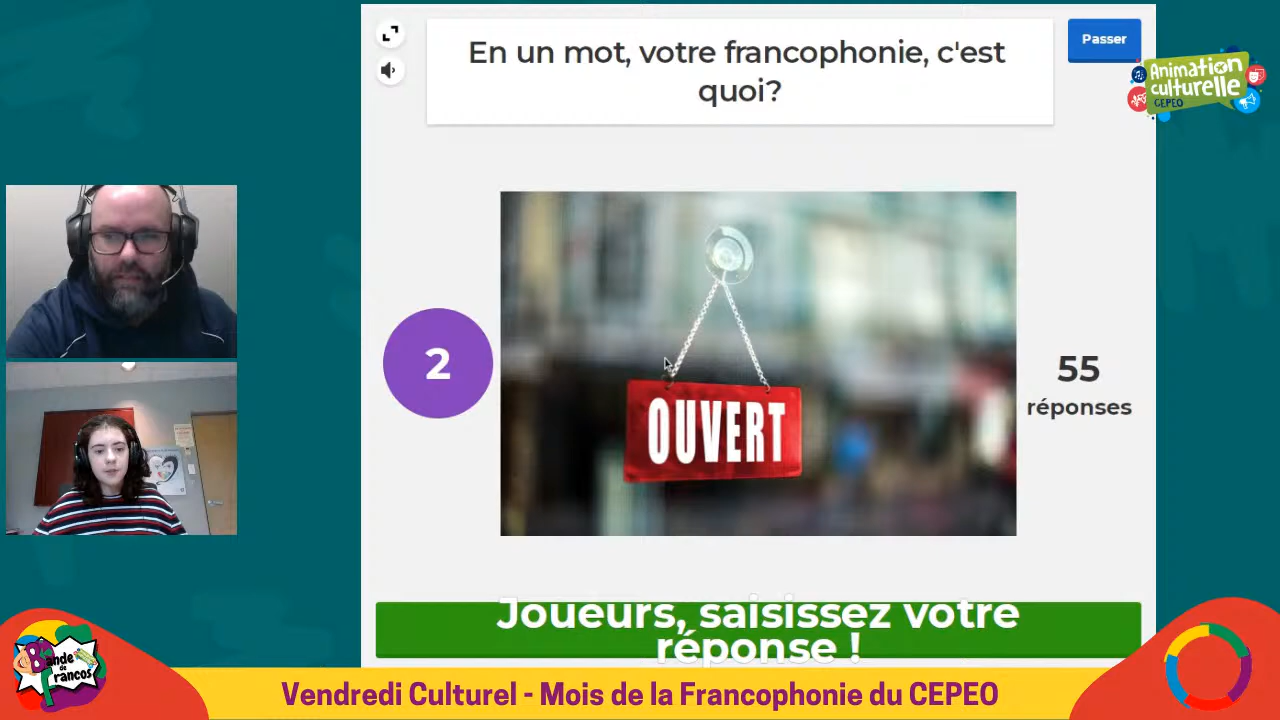 En un mot, votre francophonie, c'est
quoi?
Passer
Animation
culturelle
CEPEO
2
OUVERT
55
réponses
Joueurs, saisissez votre
réponse !
Bande
de
Francos
Vendredi Culturel - Mois de la Francophonie du CEPEO